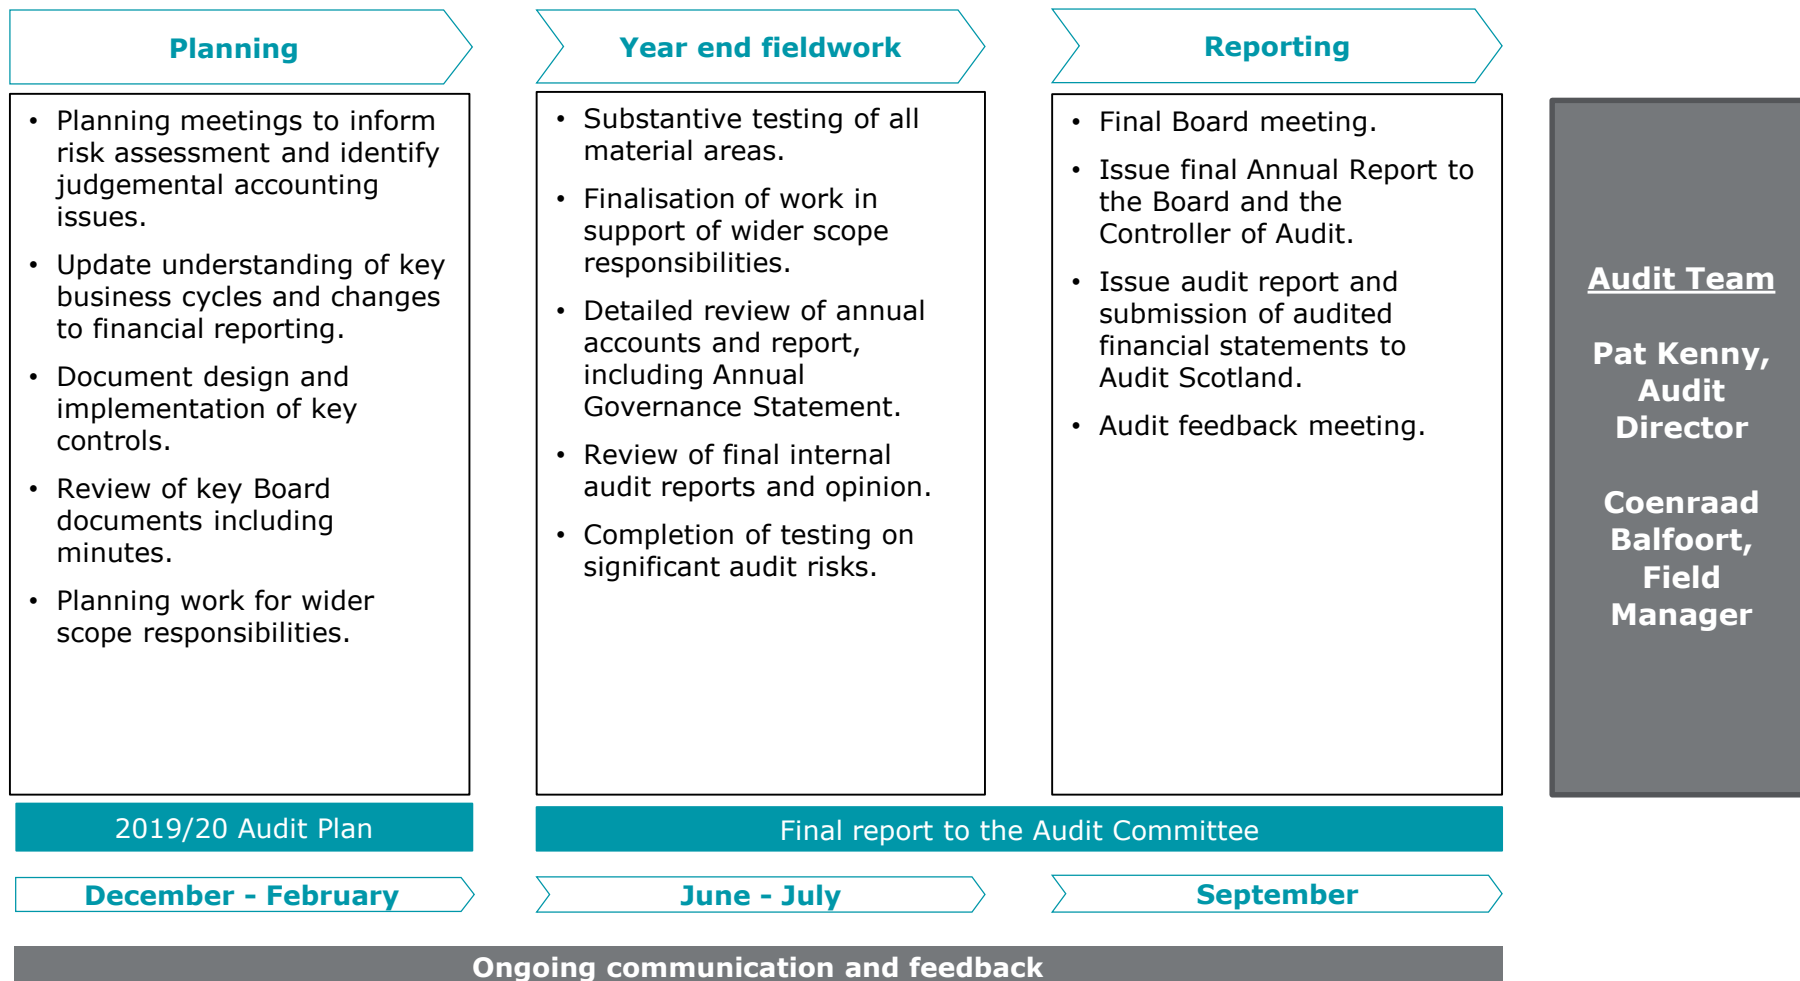 Planning
• Planning meetings to inform
risk assessment and identify
judgemental accounting
issues.
• Update understanding of key
business cycles and changes
to financial reporting.
• Document design and
implementation of key
controls.
• Review of key Board
documents including
minutes.
• Planning work for wider
scope responsibilities.
2019/20 Audit Plan
December - February
Year end fieldwork
• Substantive testing of all
material areas.
• Finalisation of work in
support of wider scope
responsibilities.
• Detailed review of annual
accounts and report,
including Annual
Governance Statement.
• Review of final internal
audit reports and opinion.
• Completion of testing on
significant audit risks.
June - July
Reporting
• Final Board meeting.
• Issue final Annual Report to
the Board and the
Controller of Audit.
• Issue audit report and
submission of audited
financial statements to
Audit Scotland.
• Audit feedback meeting.
Final report to the Audit Committee
September
Ongoing communication and feedback
Audit Team
Pat Kenny,
Audit
Director
Coenraad
Balfoort,
Field
Manager